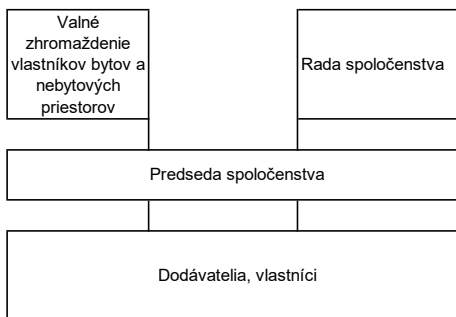 Valné
zhromaždenie
vlastníkov bytov a
nebytových
priestorov
Rada spoločenstva
Predseda spoločenstva
Dodávatelia, vlastníci